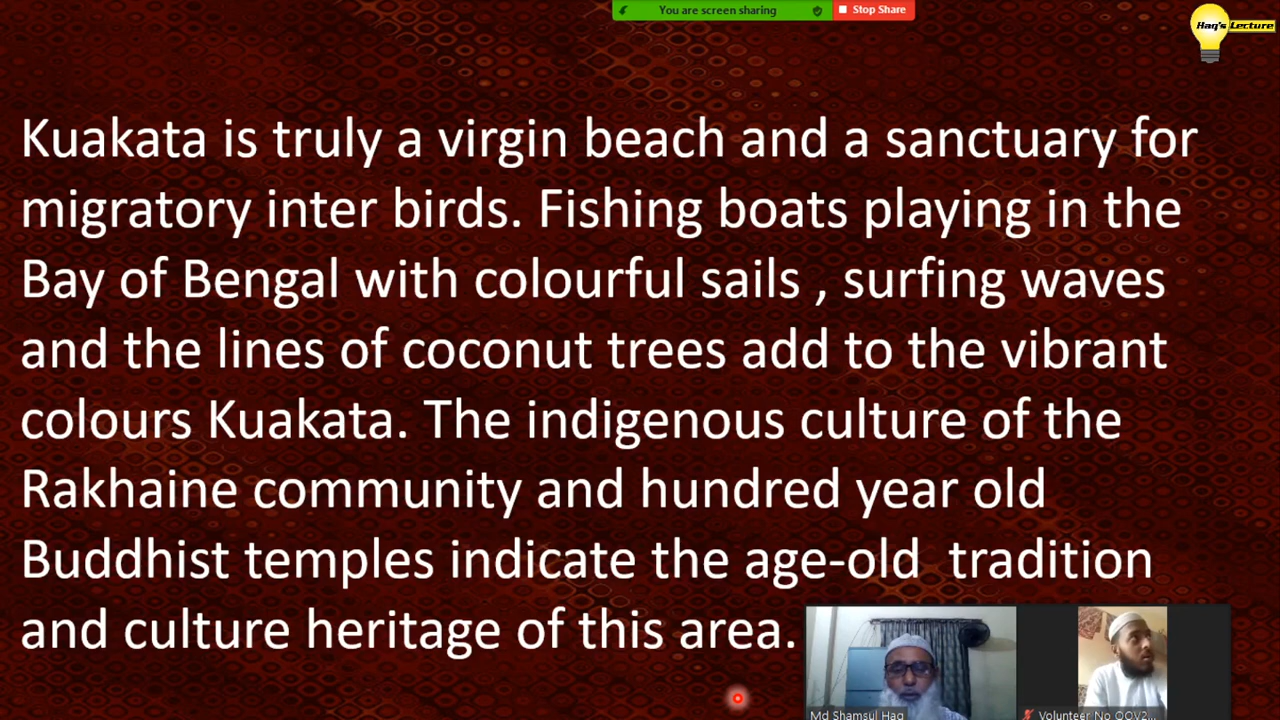 You are screen sharing
Stop Share
Haq's Lecture
Kuakata is truly a virgin beach and a sanctuary for
migratory inter birds. Fishing boats playing in the
Bay of Bengal with colourful sails , surfing waves
and the lines of coconut trees add to the vibrant
colours Kuakata. The indigenous culture of the
Rakhaine community and hundred year old
Buddhist temples indicate the age-old tradition
and culture heritage of this area.
Md Shamsul Haq
Volunteer No OOV2...